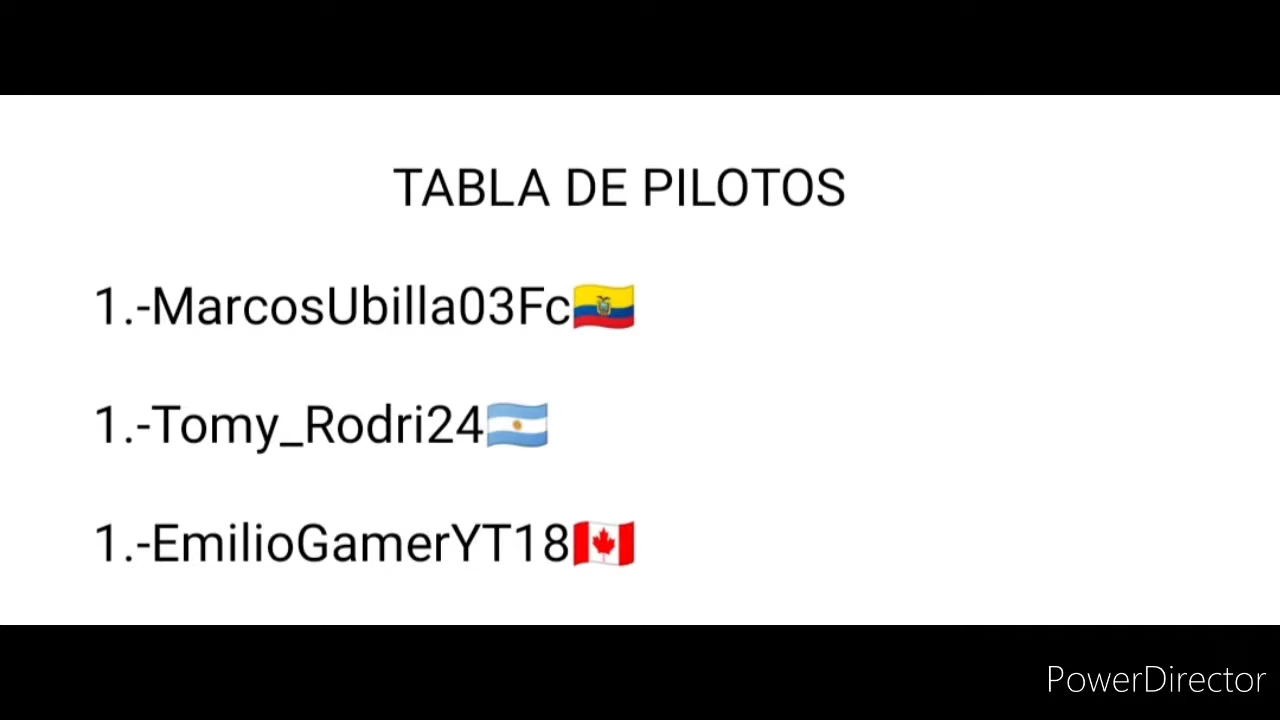 TABLA DE PILOTOS
1.-MarcosUbilla03Fc🇪🇨
1.-Tomy_Rodri24🇦🇷
1.-EmilioGamerYT18🇨🇦
PowerDirector